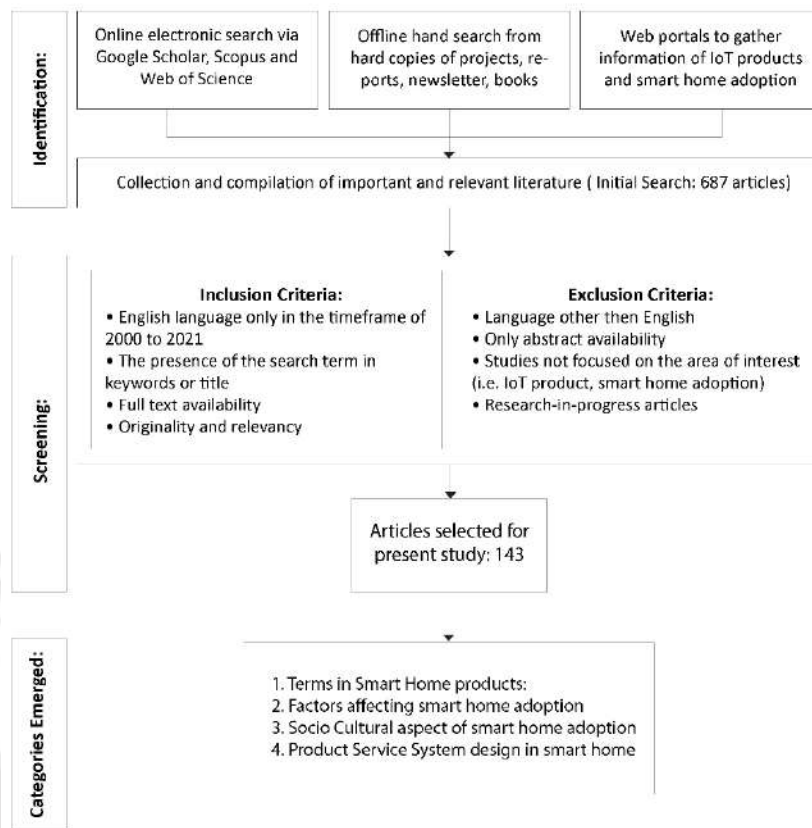 Identification:
Online electronic search via
Google Scholar, Scopus and
Web of Science
Offline hand search from
hard copies of projects, re-
ports, newsletter, books
Web portals to gather
information of IoT products
and smart home adoption
Collection and compilation of important and relevant literature ( Initial Search: 687 articles)
Screening:
Inclusion Criteria:
• English language only in the timeframe of
2000 to 2021
• The presence of the search term in
keywords or title
• Full text availability
• Originality and relevancy
Exclusion Criteria:
• Language other then English
• Only abstract availability
• Studies not focused on the area of interest
(i.e. IoT product, smart home adoption)
• Research-in-progress articles
Articles selected for
present study: 143
Categories Emerged:
1. Terms in Smart Home products:
2. Factors affecting smart home adoption
3. Socio Cultural aspect of smart home adoption
4. Product Service System design in smart home